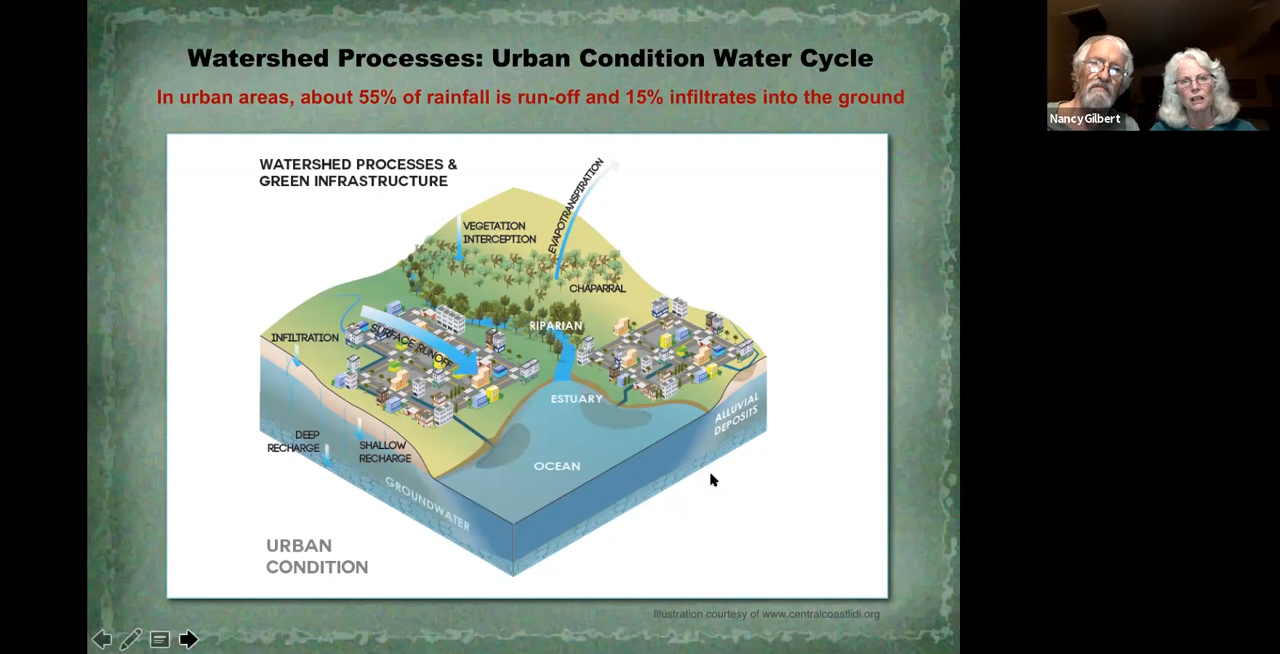 Watershed Processes: Urban Condition Water Cycle
In urban areas, about 55% of rainfall is run-off and 15% infiltrates into the ground
Nancy Gilbert
WATERSHED PROCESSES &
GREEN INFRASTRUCTURE
EVAPOTRANSPIRATION
VEGETATION
INTERCEPTION
CHAPARRAL
RIPARIAN
SURFACE RUNOFF
INFILTRATION
ESTUARY
ALLUVIAL
DEPOSITS
DEEP
RECHARGE
SHALLOW
RECHARGE
OCEAN
GROUNDWATER
URBAN
CONDITION
Illustration courtesy of www.centralcoastlidi.org